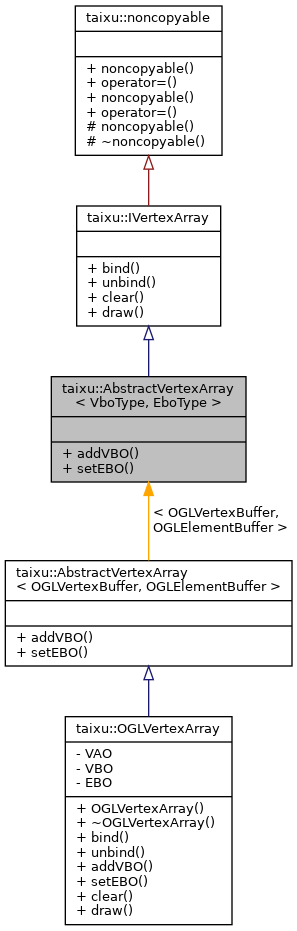 taixu::noncopyable
+ noncopyable()
+ operator=()
+ noncopyable()
+ operator=()
# noncopyable()
# ~noncopyable()
taixu::IVertexArray
+ bind()
+ unbind()
+ clear()
+ draw()
taixu::AbstractVertexArray
< VboType, EboType >
+ addVBO()
+ setEBO()
< OGLVertexBuffer,
OGLElementBuffer >
taixu::AbstractVertexArray
< OGLVertexBuffer, OGLElementBuffer >
+ addVBO()
+ setEBO()
taixu::OGLVertexArray
- VAO
- VBO
- EBO
+ OGLVertexArray()
+ ~OGLVertexArray()
+ bind()
+ unbind()
+ addVBO()
+ setEBO()
+ clear()
+ draw()